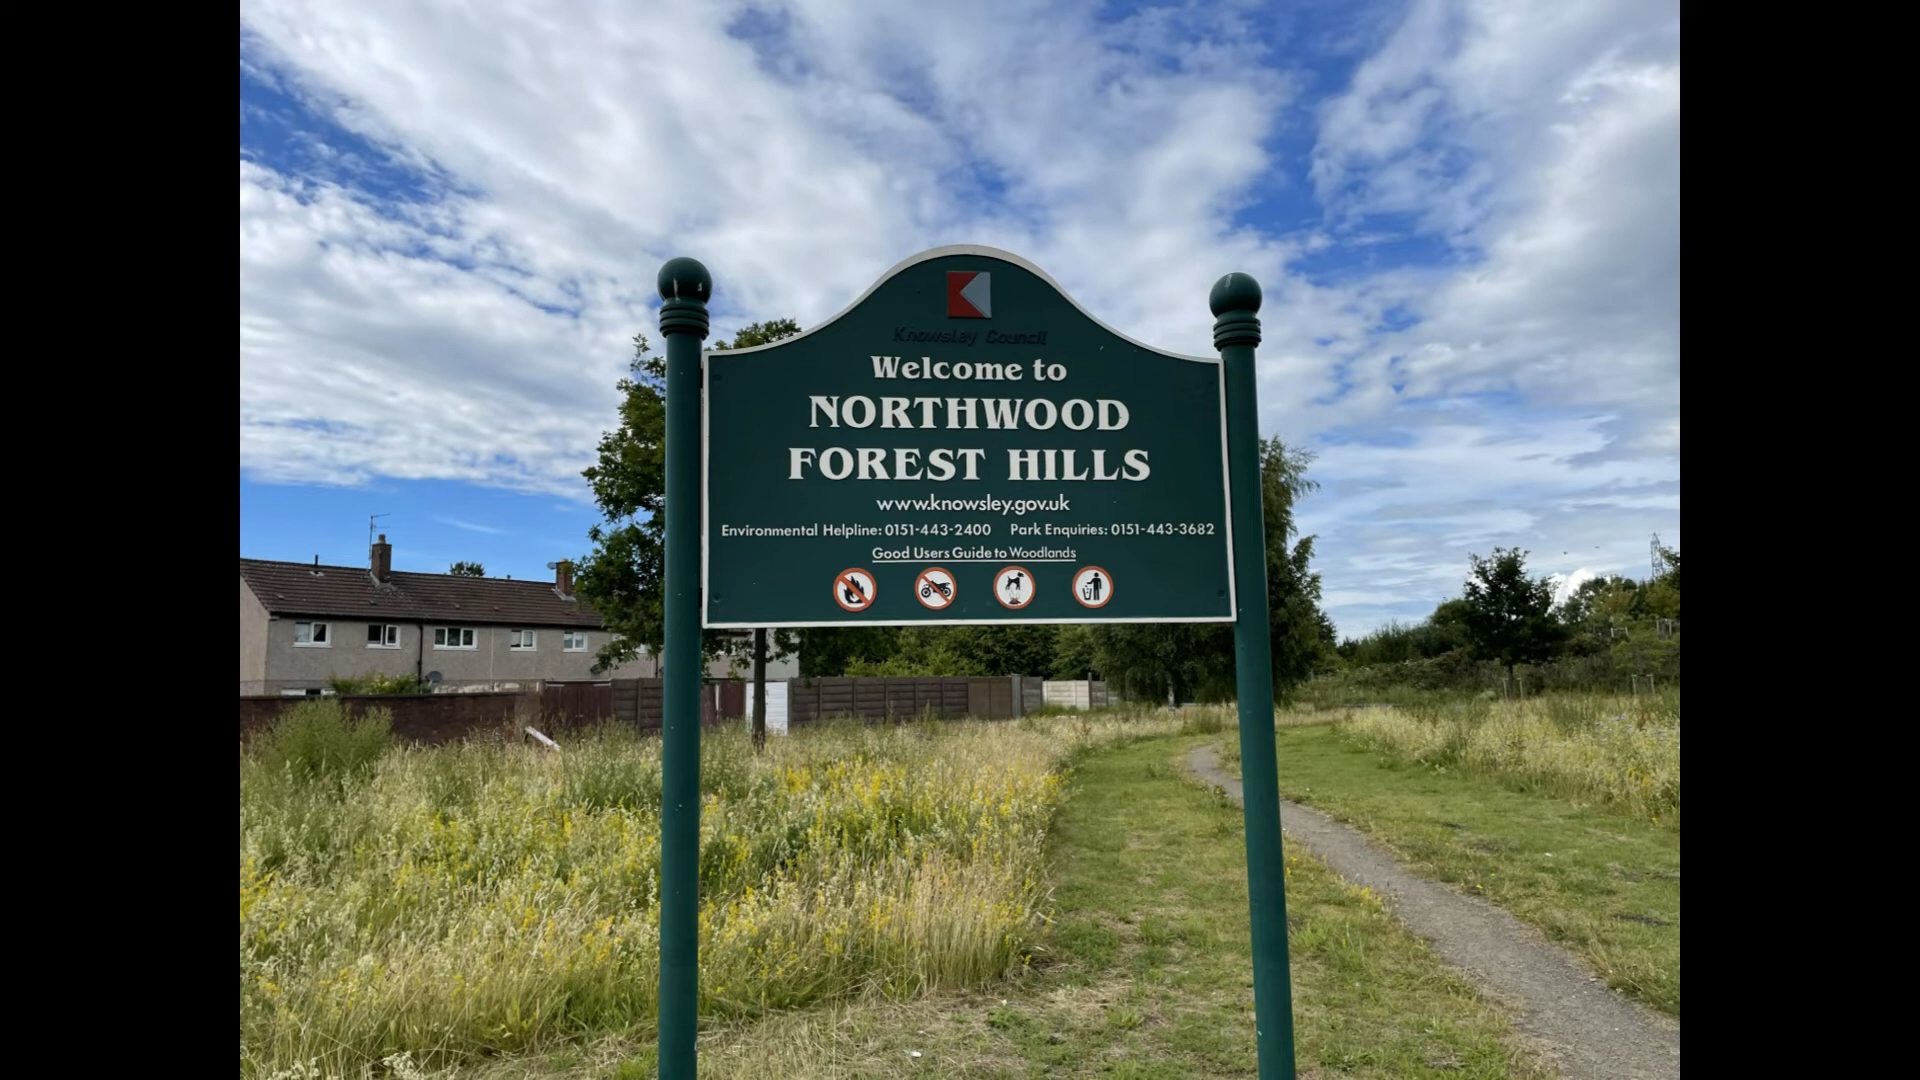 Knowsley Council
Welcome to
NORTHWOOD
FOREST HILLS
www.knowsley.gov.uk
Environmental Helpline: 0151-443-2400 Park Enquiries: 0151-443-3682
Good Users Guide to Woodlands